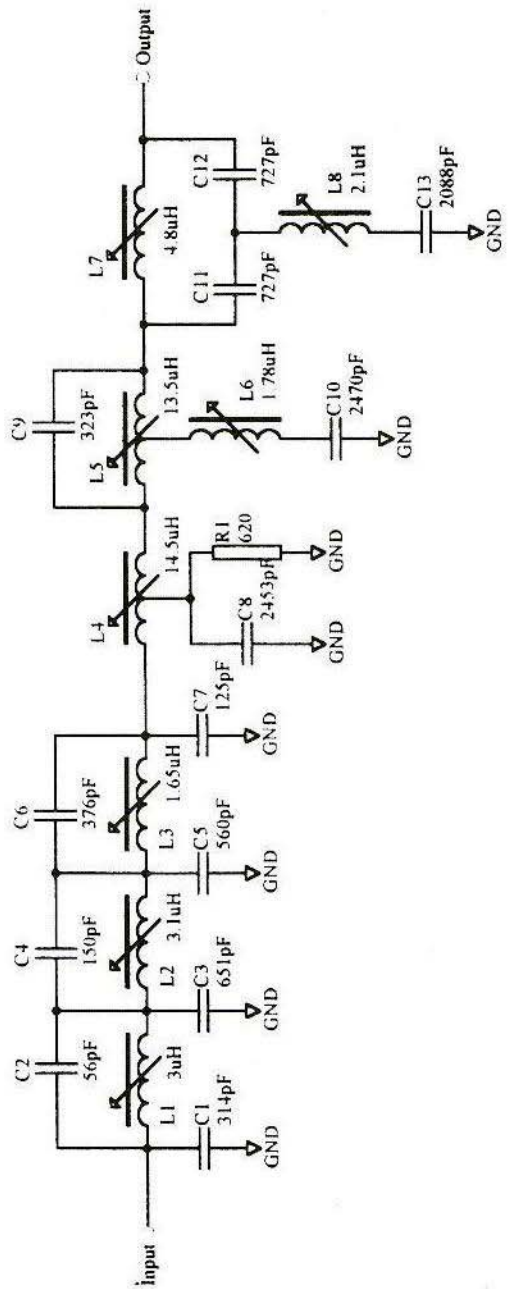 Input
C1
314pF
GND
C2
56pF
L1
3uH
C3
651pF
GND
C4
150pF
L2
3.1uH
C5
560pF
GND
C6
376pF
L3
1.65uH
C7
125pF
GND
L4
14.5uH
C8
2453pF
GND
R1
620
GND
C9
323pF
L5
13.5uH
L6
1.78uH
C10
2470pF
GND
L7
4.8uH
C11
727pF
C12
727pF
L8
2.1uH
C13
2088pF
GND
Output